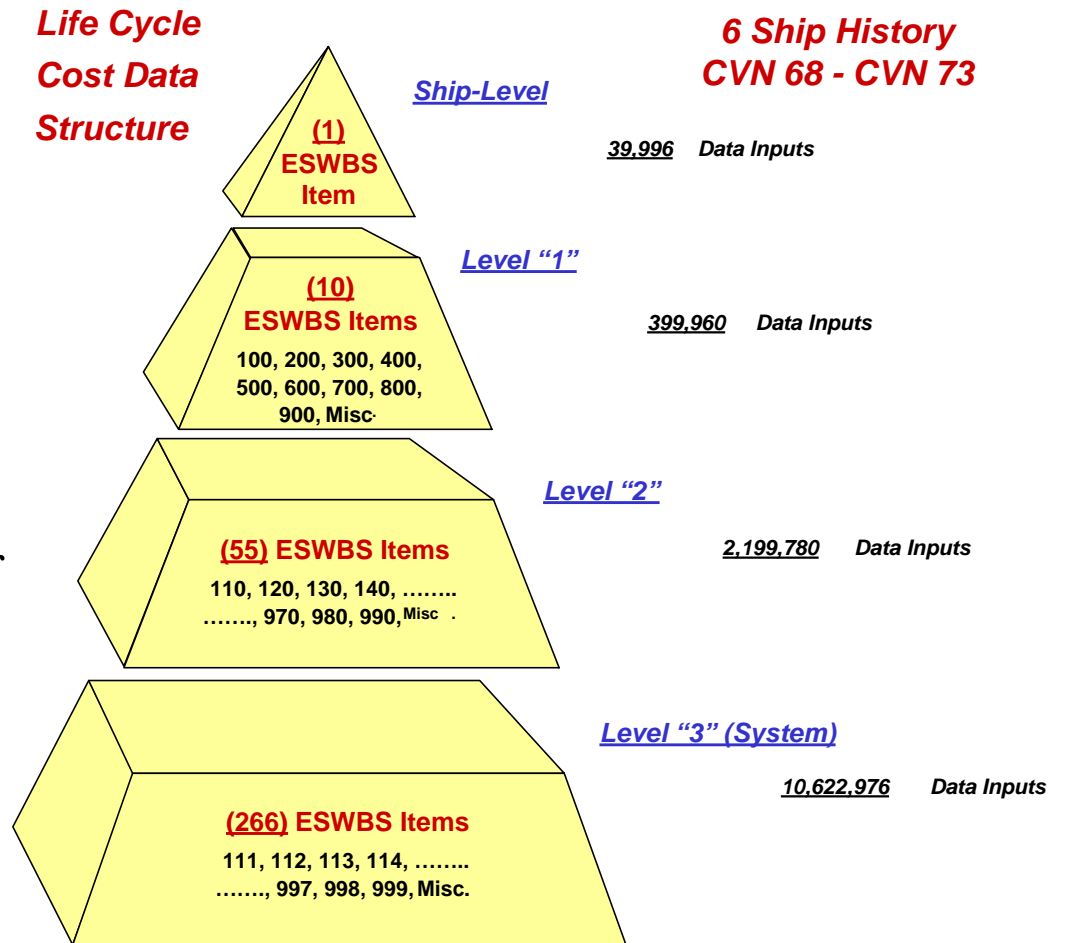 Life Cycle
Cost Data
Structure
6 Ship History
CVN 68 - CVN 73
Ship-Level
(1)
ESWBS
Item
39,996 Data Inputs
Level “1”
(10)
ESWBS Items
100, 200, 300, 400,
500, 600, 700, 800,
900, Misc.
399,960 Data Inputs
Level “2”
(55) ESWBS Items
110, 120, 130, 140, ……..
……., 970, 980, 990, Misc .
2,199,780 Data Inputs
Level “3” (System)
(266) ESWBS Items
111, 112, 113, 114, ……..
……., 997, 998, 999, Misc.
10,622,976 Data Inputs